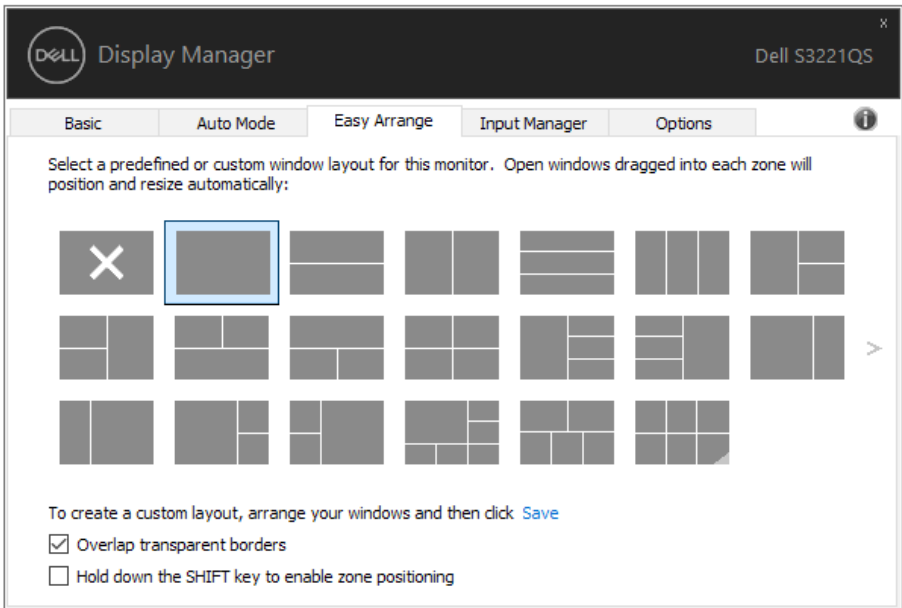 x
DELL
Display Manager
Dell S3221QS
Basic
Auto Mode
Easy Arrange
Input Manager
Options
i
Select a predefined or custom window layout for this monitor.  Open windows dragged into each zone will
position and resize automatically:
>
To create a custom layout, arrange your windows and then click Save
Overlap transparent borders
Hold down the SHIFT key to enable zone positioning